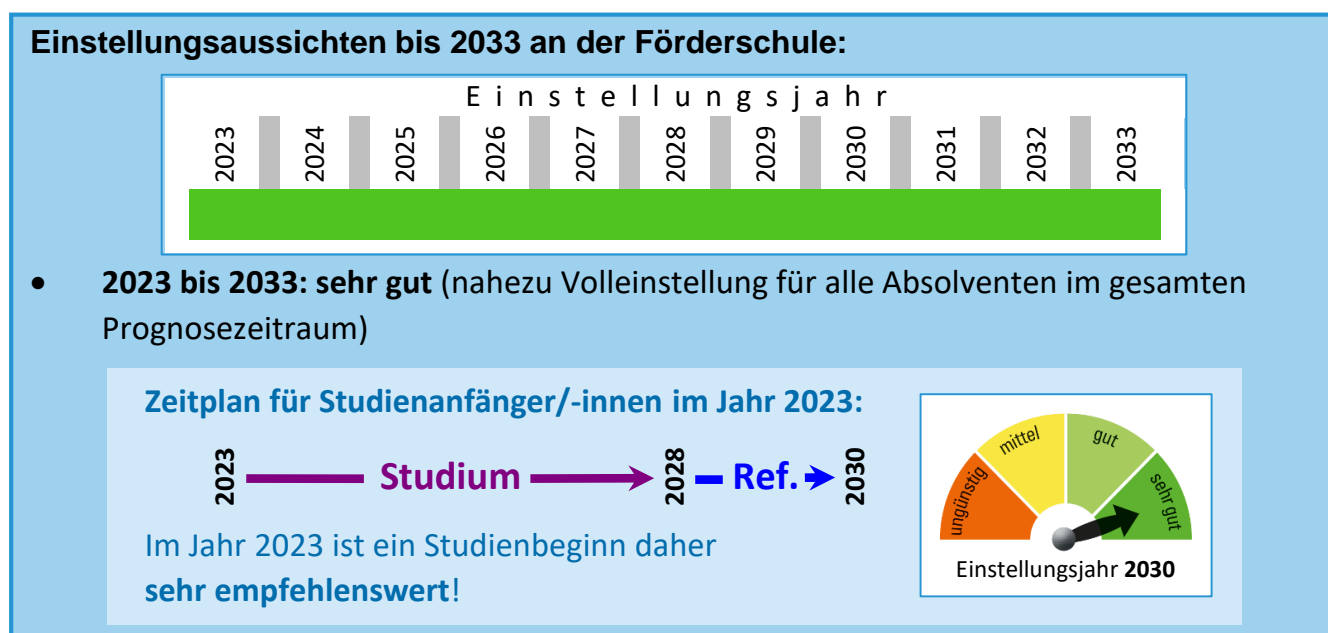 Einstellungsaussichten bis 2033 an der Förderschule:
Einstellungsjahr
2023 2024 2025 2026 2027 2028 2029 2030 2031 2032 2033
• 2023 bis 2033: sehr gut (nahezu Volleinstellung für alle Absolventen im gesamten
Prognosezeitraum)
Zeitplan für Studienanfänger/-innen im Jahr 2023:
2023 Studium 2028 Ref. 2030
Im Jahr 2023 ist ein Studienbeginn daher
sehr empfehlenswert!
ungünstig
mittel
gut
sehr gut
Einstellungsjahr 2030